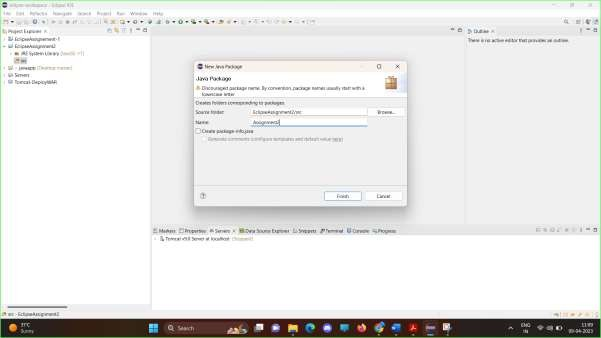 eclipse-workspace - Eclipse IDE
File Edit Refactor Navigate Search Project Run Window Help
Project Explorer
EclipseAssignment-1
EclipseAssignment2
JRE System Library
src
Servers
Tomcat-DeployWAR
Outline
There is no active editor that provides an outline.
New Java Package
Java Package
Discouraged package name. By convention, package names usually start with a
lowercase letter
Creates folders corresponding to packages.
Source folder: EclipseAssignment2/src Browse...
Name: Assignment2
Create package-info.java
Generate comments (configure templates and default value here)
Finish Cancel
Markers Properties Servers Data Source Explorer Snippets Terminal Console Progress
Tomcat v9.0 Server at localhost [Stopped]
src - EclipseAssignment2
31°C
Sunny
Search
ENG
IN
11:09
09-04-2023